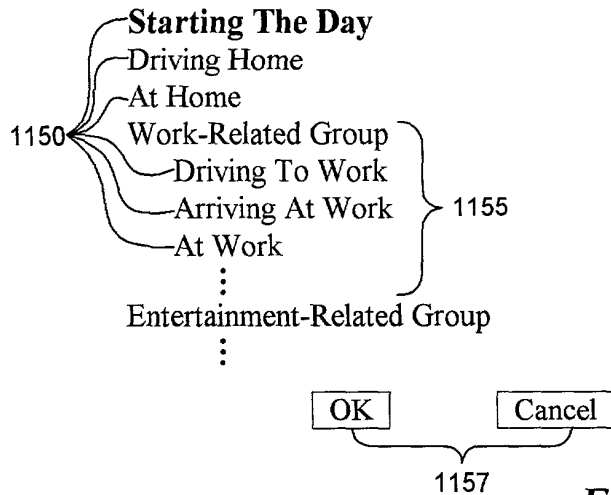 Starting The Day
Driving Home
At Home
1150
Work-Related Group
Driving To Work
Arriving At Work
1155
At Work
Entertainment-Related Group
OK Cancel
1157